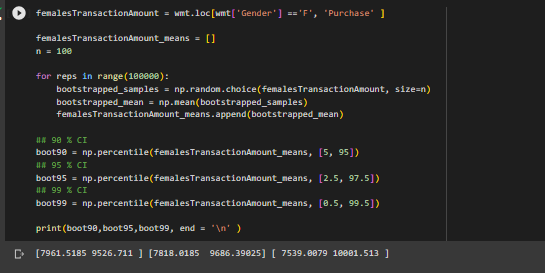 femalesTransactionAmount = wmt.loc[wmt['Gender'] =='F', 'Purchase' ]
femalesTransactionAmount_means = []
n = 100
for reps in range(100000):
    bootstrapped_samples = np.random.choice(femalesTransactionAmount, size=n)
    bootstrapped_mean = np.mean(bootstrapped_samples)
    femalesTransactionAmount_means.append(bootstrapped_mean)
## 90 % CI
boot90 = np.percentile(femalesTransactionAmount_means, [5, 95])
## 95 % CI
boot95 = np.percentile(femalesTransactionAmount_means, [2.5, 97.5])
## 99 % CI
boot99 = np.percentile(femalesTransactionAmount_means, [0.5, 99.5])
print(boot90,boot95,boot99, end = '\n' )
[7961.5185 9526.711 ] [7818.0185  9686.39025] [ 7539.0079 10001.513 ]